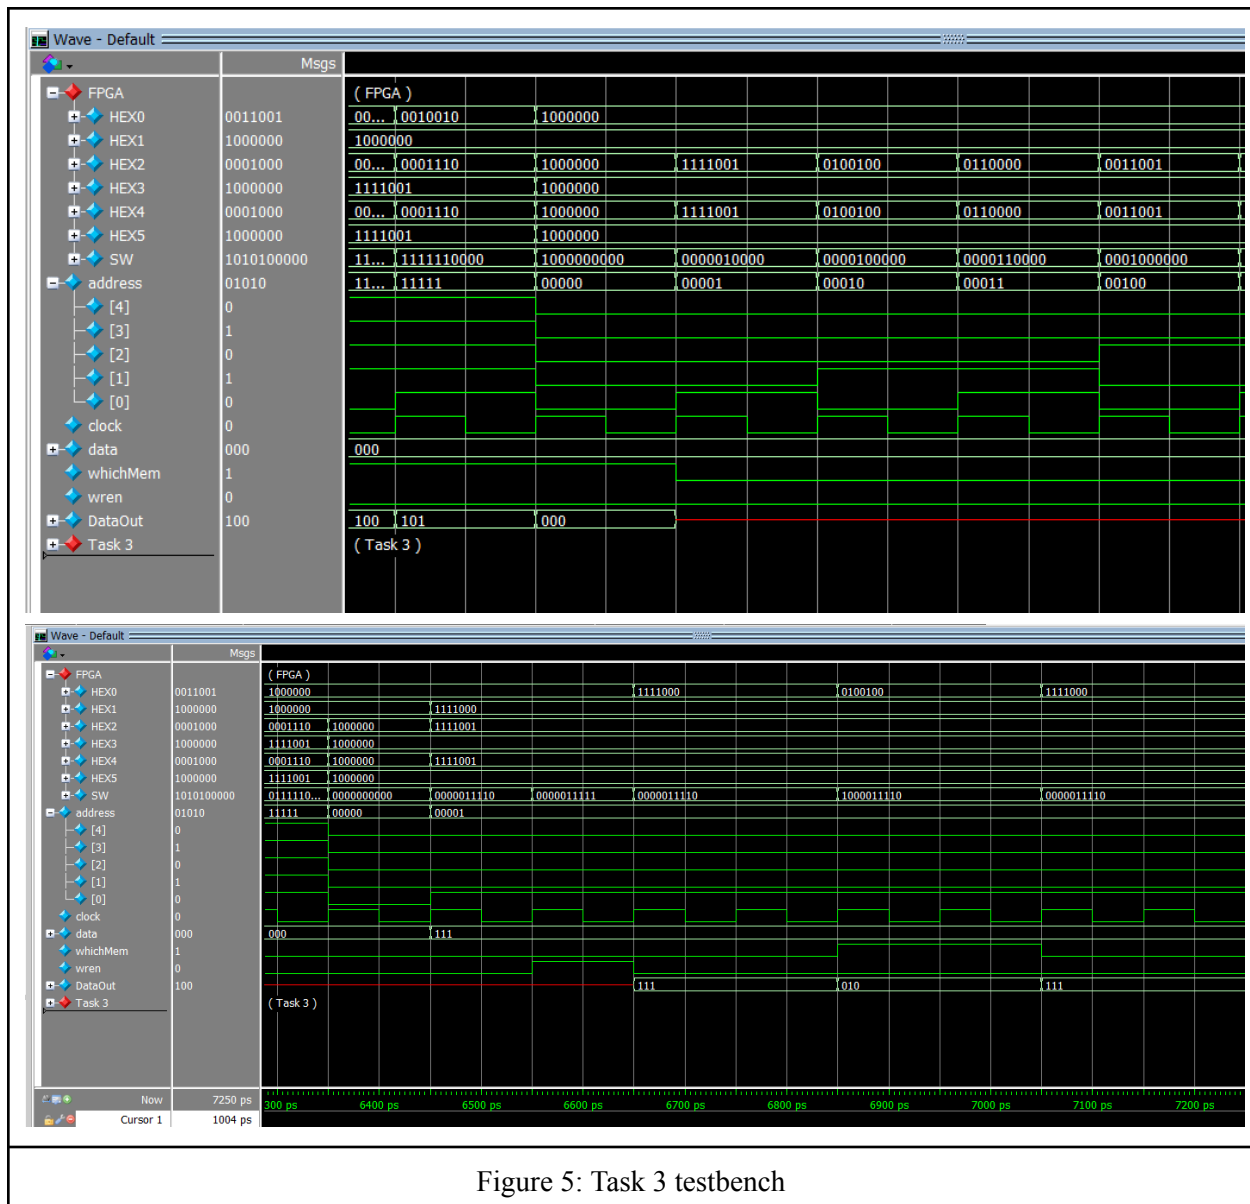 Wave - Default
Msgs
FPGA ( FPGA )
HEX0 0011001 00... 0010010 1000000
HEX1 1000000 1000000
HEX2 0001000 00... 0001110 1000000 1111001 0100100 0110000 0011001
HEX3 1000000 1111001 1000000
HEX4 0001000 00... 0001110 1000000 1111001 0100100 0110000 0011001
HEX5 1000000 1111001 1000000
SW 1010100000 11... 1111110000 1000000000 0000010000 0000100000 0000110000 0001000000
address 01010 11... 11111 00000 00001 00010 00011 00100
[4] 0
[3] 1
[2] 0
[1] 1
[0] 0
clock 0
data 000 000
whichMem 1
wren 0
DataOut 100 100 101 000
Task 3 ( Task 3 )
Wave - Default
Msgs
FPGA ( FPGA )
HEX0 0011001 1000000 1111000 0100100 1111000
HEX1 1000000 1000000 1111000
HEX2 0001000 0001110 1000000 1111001
HEX3 1000000 1111001 1000000
HEX4 0001000 0001110 1000000 1111001
HEX5 1000000 1111001 1000000
SW 1010100000 0111110... 0000000000 0000011110 0000011111 0000011110 1000011110 0000011110
address 01010 11111 00000 00001
[4] 0
[3] 1
[2] 0
[1] 1
[0] 0
clock 0
data 000 000 111
whichMem 1
wren 0
DataOut 100 111 010 111
Task 3 ( Task 3 )
Now 7250 ps 300 ps 6400 ps 6500 ps 6600 ps 6700 ps 6800 ps 6900 ps 7000 ps 7100 ps 7200 ps
Cursor 1 1004 ps
Figure 5: Task 3 testbench